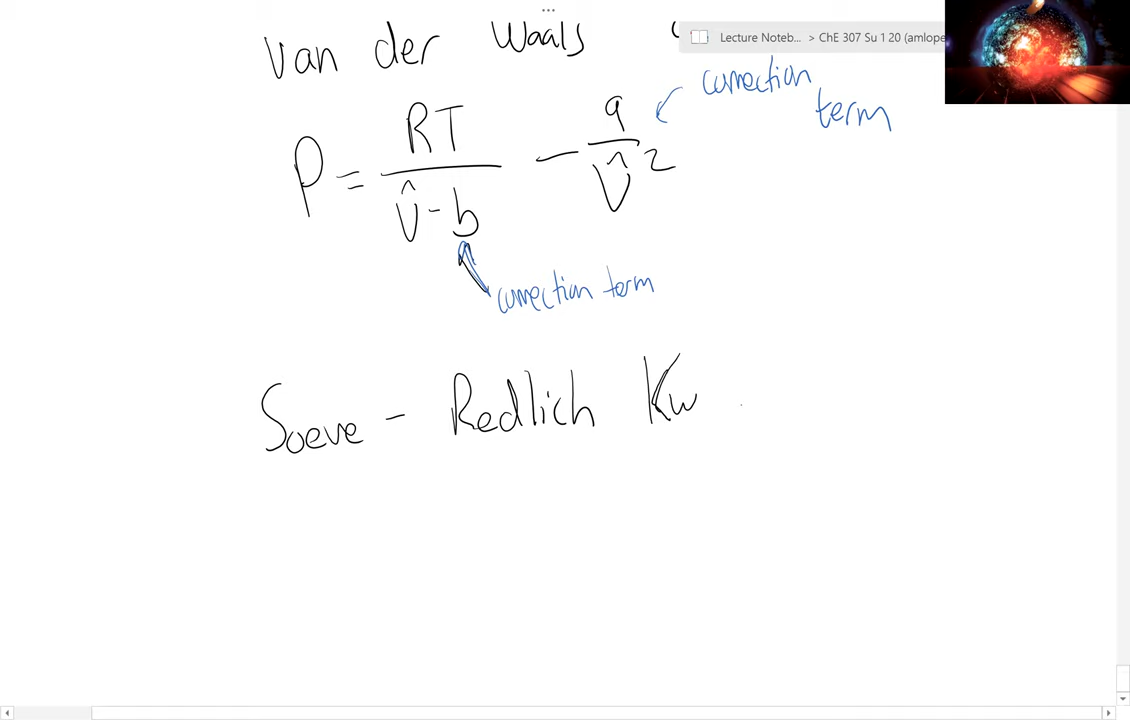 van der Waals
Lecture Noteb... > ChE 307 Su 1 20 (amlope
correction
term
P = RT / (V̂ - b) - a / V̂²
correction term
Soeve - Redlich Kw